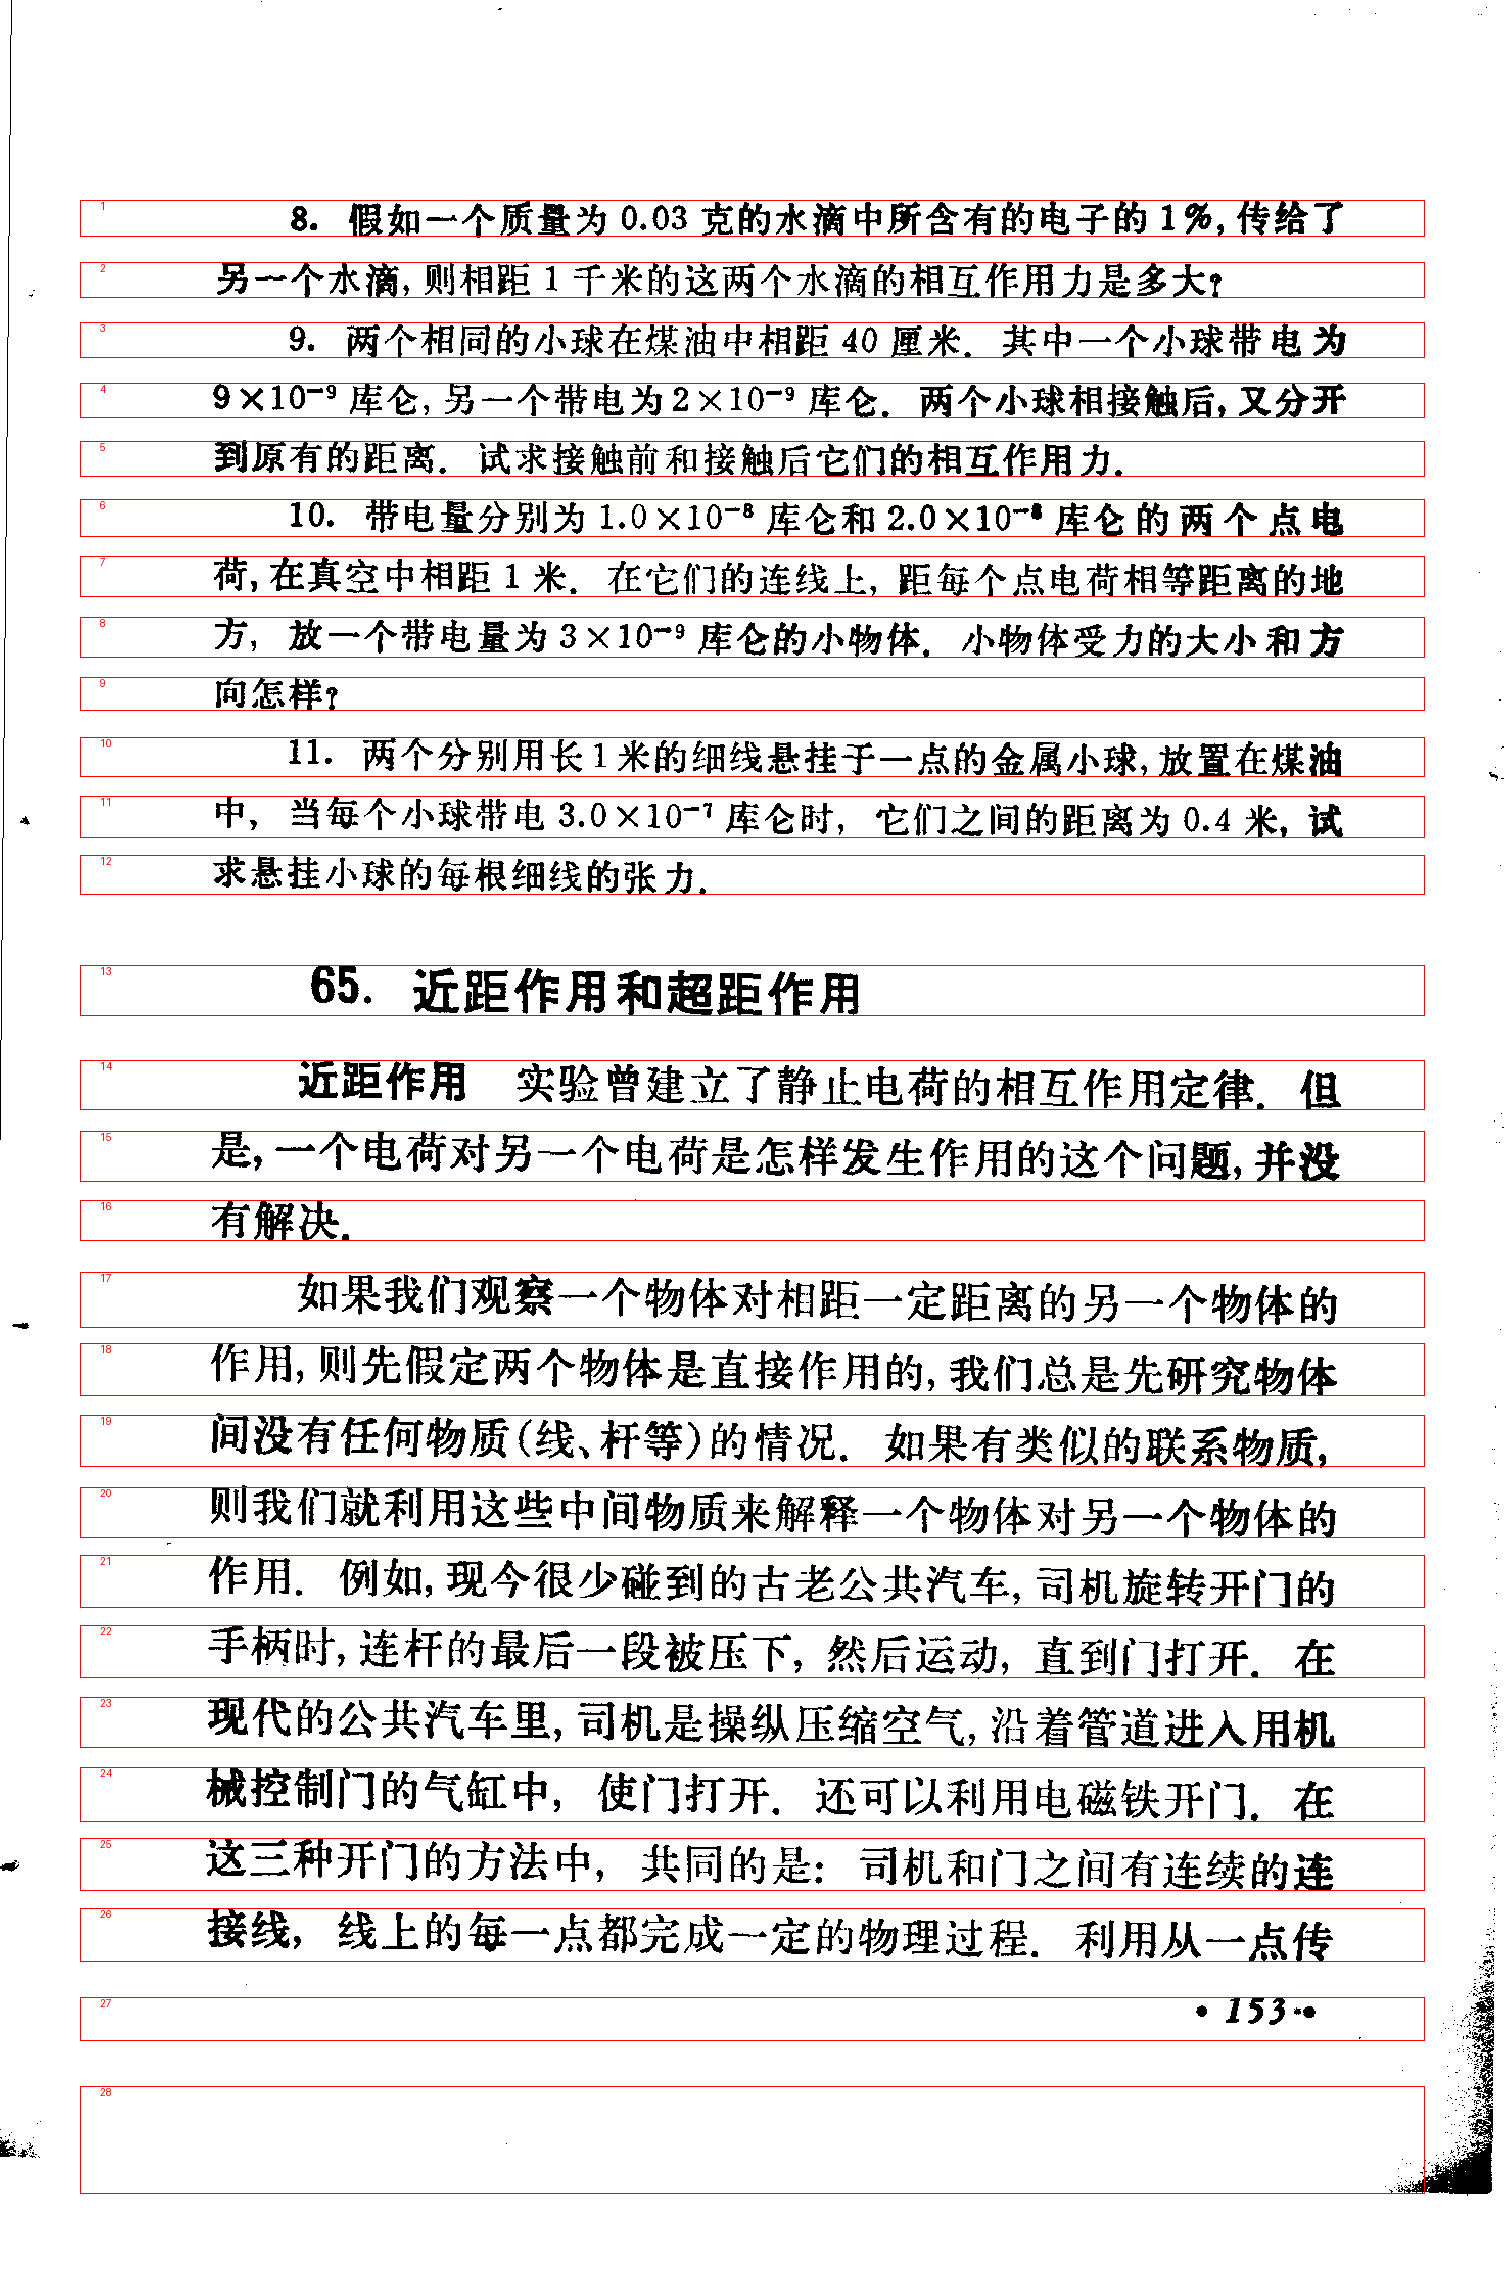 8. 假如一个质量为 0.03 克的水滴中所含有的电子的 1%, 传给了
另一个水滴, 则相距 1 千米的这两个水滴的相互作用力是多大?
9. 两个相同的小球在煤油中相距 40 厘米. 其中一个小球带电为
9×10⁻⁹ 库仑, 另一个带电为 2×10⁻⁹ 库仑. 两个小球相接触后, 又分开
到原有的距离. 试求接触前和接触后它们的相互作用力.
10. 带电量分别为 1.0×10⁻⁸ 库仑和 2.0×10⁻⁸ 库仑的两个点电
荷, 在真空中相距 1 米. 在它们的连线上, 距每个点电荷相等距离的地
方, 放一个带电量为 3×10⁻⁹ 库仑的小物体. 小物体受力的大小和方
向怎样?
11. 两个分别用长 1 米的细线悬挂于一点的金属小球, 放置在煤油
中, 当每个小球带电 3.0×10⁻⁷ 库仑时, 它们之间的距离为 0.4 米, 试
求悬挂小球的每根细线的张力.
65. 近距作用和超距作用
近距作用 实验曾建立了静止电荷的相互作用定律. 但
是, 一个电荷对另一个电荷是怎样发生作用的这个问题, 并没
有解决.
如果我们观察一个物体对相距一定距离的另一个物体的
作用, 则先假定两个物体是直接作用的, 我们总是先研究物体
间没有任何物质(线、杆等)的情况. 如果有类似的联系物质,
则我们就利用这些中间物质来解释一个物体对另一个物体的
作用. 例如, 现今很少碰到的古老公共汽车, 司机旋转开门的
手柄时, 连杆的最后一段被压下, 然后运动, 直到门打开. 在
现代的公共汽车里, 司机是操纵压缩空气, 沿着管道进入用机
械控制门的气缸中, 使门打开. 还可以利用电磁铁开门. 在
这三种开门的方法中, 共同的是: 司机和门之间有连续的连
接线, 线上的每一点都完成一定的物理过程. 利用从一点传
• 153 •